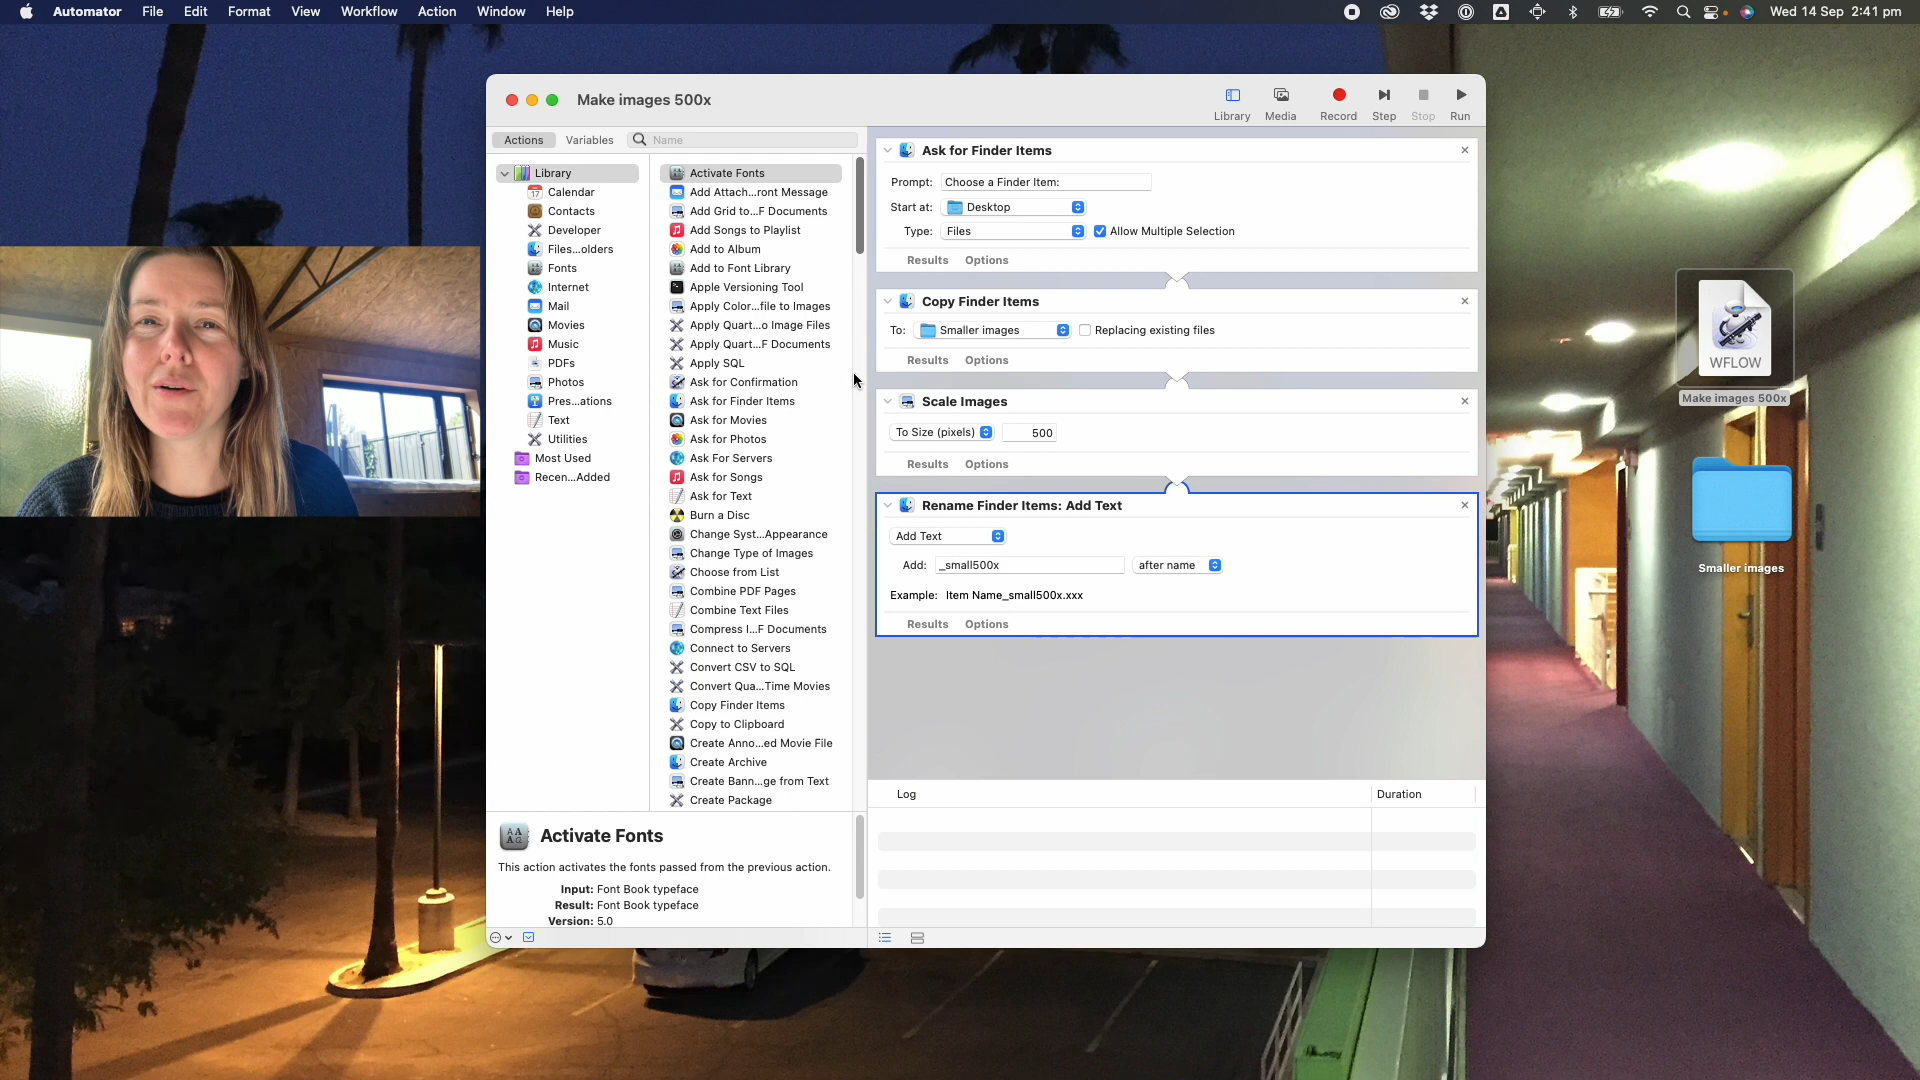 Automator File Edit Format View Workflow Action Window Help
Wed 14 Sep 2:41 pm
Make images 500x
Library Media Record Step Stop Run
Actions Variables Name
Library
Calendar
Contacts
Developer
Files...olders
Fonts
Internet
Mail
Movies
Music
PDFs
Photos
Pres...ations
Text
Utilities
Most Used
Recen...Added
Activate Fonts
Add Attach...ront Message
Add Grid to...F Documents
Add Songs to Playlist
Add to Album
Add to Font Library
Apple Versioning Tool
Apply Color...file to Images
Apply Quart...o Image Files
Apply Quart...F Documents
Apply SQL
Ask for Confirmation
Ask for Finder Items
Ask for Movies
Ask for Photos
Ask For Servers
Ask for Songs
Ask for Text
Burn a Disc
Change Syst...Appearance
Change Type of Images
Choose from List
Combine PDF Pages
Combine Text Files
Compress I...F Documents
Connect to Servers
Convert CSV to SQL
Convert Qua...Time Movies
Copy Finder Items
Copy to Clipboard
Create Anno...ed Movie File
Create Archive
Create Bann...ge from Text
Create Package
Activate Fonts
This action activates the fonts passed from the previous action.
Input: Font Book typeface
Result: Font Book typeface
Version: 5.0
Ask for Finder Items
Prompt: Choose a Finder Item:
Start at: Desktop
Type: Files Allow Multiple Selection
Results Options
Copy Finder Items
To: Smaller images Replacing existing files
Results Options
Scale Images
To Size (pixels) 500
Results Options
Rename Finder Items: Add Text
Add Text
Add: _small500x after name
Example: Item Name_small500x.xxx
Results Options
Log Duration
WFLOW
Make images 500x
Smaller images